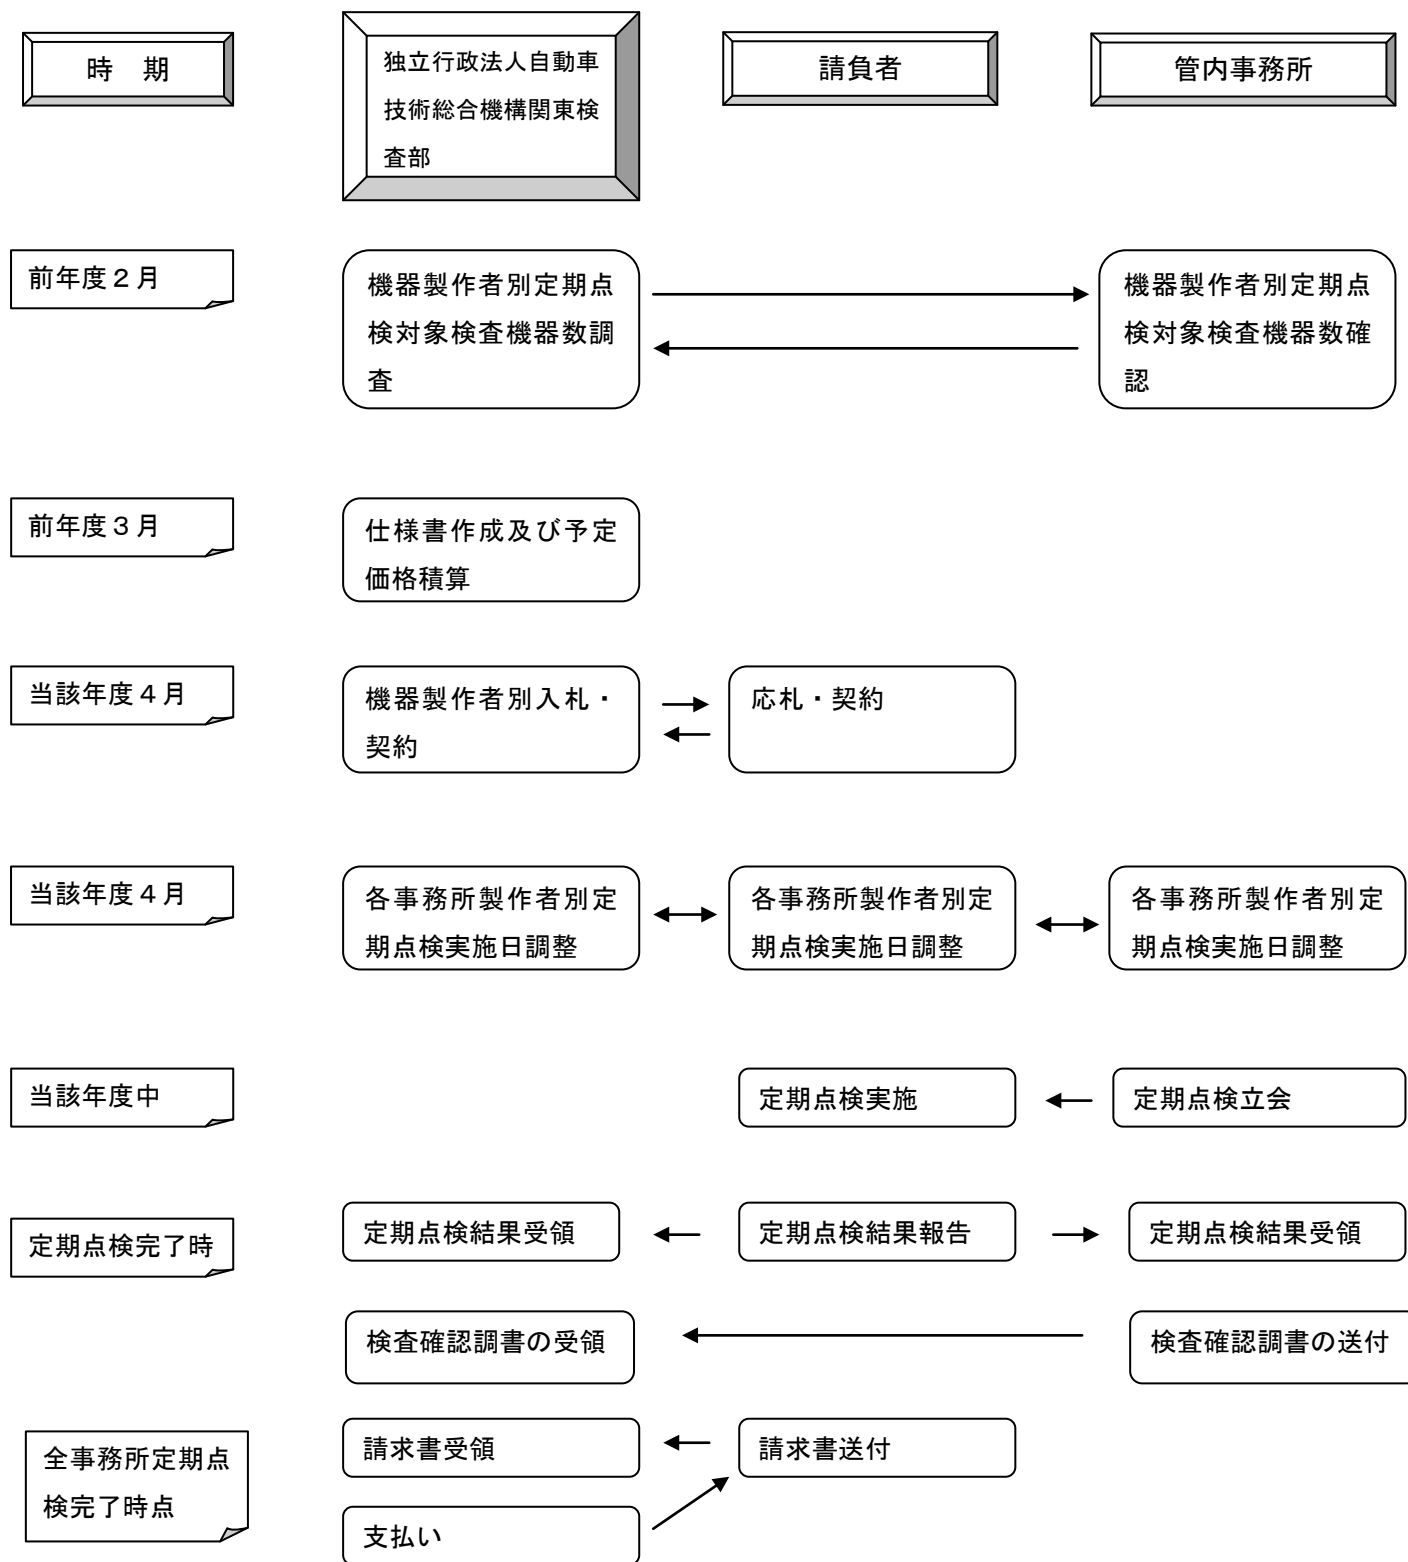 時　期
独立行政法人自動車
技術総合機構関東検
査部
請負者
管内事務所
前年度２月
機器製作者別定期点
検対象検査機器数調
査
機器製作者別定期点
検対象検査機器数確
認
前年度３月
仕様書作成及び予定
価格積算
当該年度４月
機器製作者別入札・
契約
応札・契約
当該年度４月
各事務所製作者別定
期点検実施日調整
各事務所製作者別定
期点検実施日調整
各事務所製作者別定
期点検実施日調整
当該年度中
定期点検実施
定期点検立会
定期点検完了時
定期点検結果受領
定期点検結果報告
定期点検結果受領
検査確認調書の受領
検査確認調書の送付
全事務所定期点
検完了時点
請求書受領
請求書送付
支払い